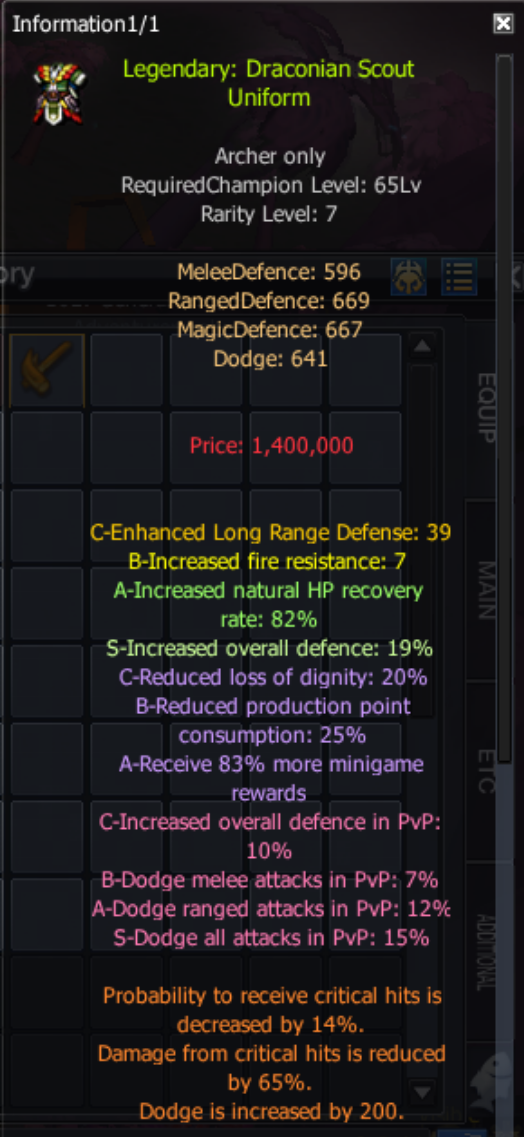 Information1/1
Legendary: Draconian Scout
Uniform
Archer only
RequiredChampion Level: 65Lv
Rarity Level: 7
ory
MeleeDefence: 596
RangedDefence: 669
MagicDefence: 667
Dodge: 641
EQUIP
Price: 1,400,000
C-Enhanced Long Range Defense: 39
B-Increased fire resistance: 7
A-Increased natural HP recovery
rate: 82%
MAIN
S-Increased overall defence: 19%
C-Reduced loss of dignity: 20%
B-Reduced production point
consumption: 25%
ETC
A-Receive 83% more minigame
rewards
C-Increased overall defence in PvP:
10%
B-Dodge melee attacks in PvP: 7%
A-Dodge ranged attacks in PvP: 12%
S-Dodge all attacks in PvP: 15%
ADDITIONAL
Probability to receive critical hits is
decreased by 14%.
Damage from critical hits is reduced
by 65%.
Dodge is increased by 200.